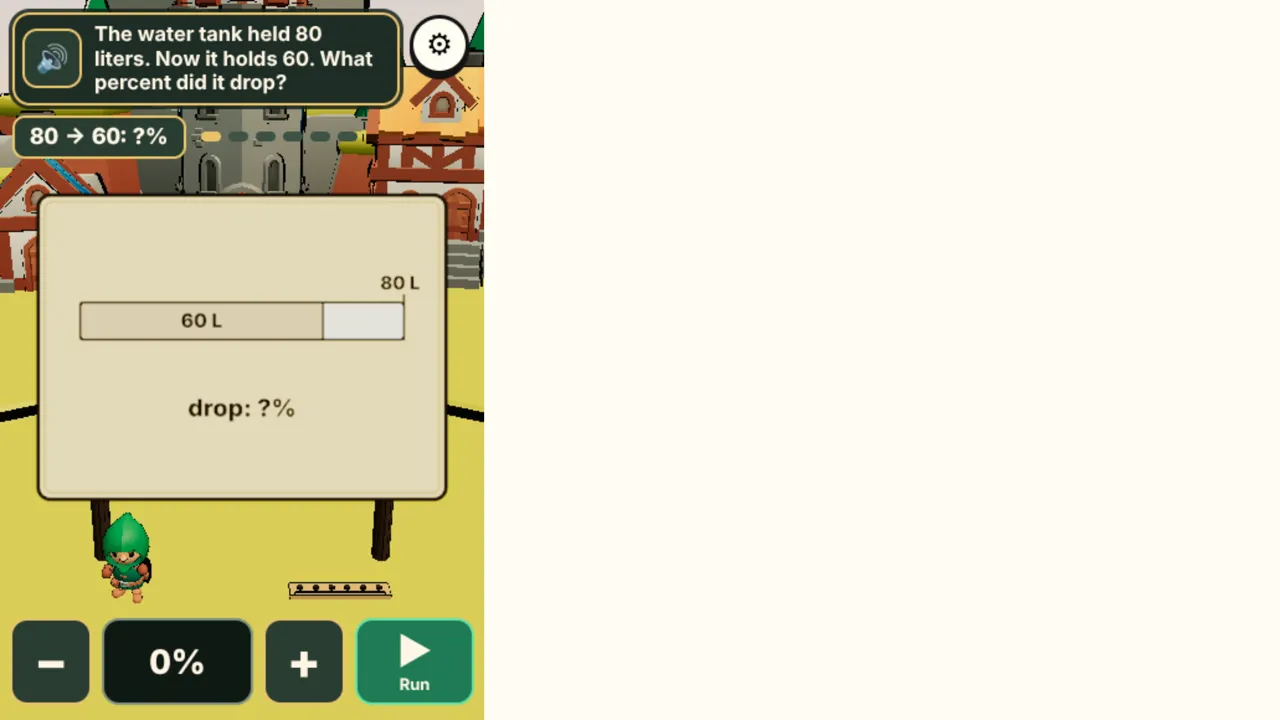 The water tank held 80
liters. Now it holds 60. What
percent did it drop?
80 → 60: ?%
80 L
60 L
drop: ?%
−
0%
+
Run